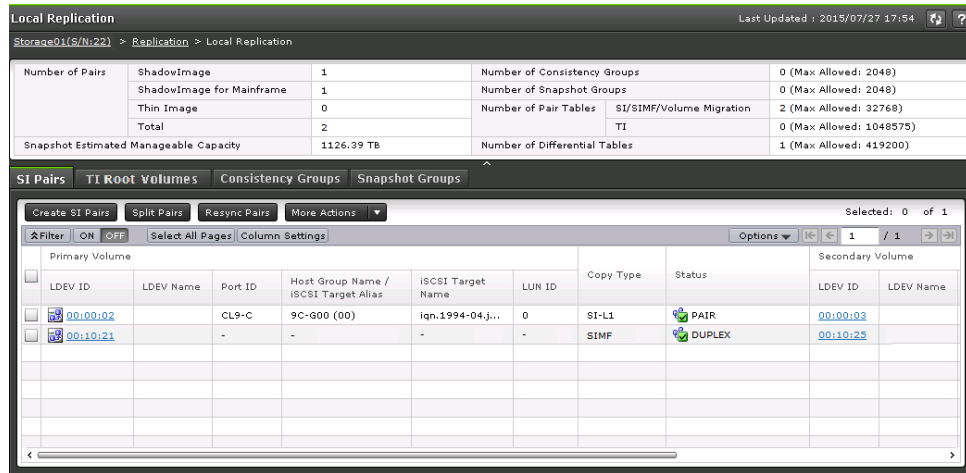 Local Replication
Last Updated : 2015/07/27 17:54
?
Storage01(S/N:22) > Replication > Local Replication
Number of Pairs ShadowImage 1 Number of Consistency Groups 0 (Max Allowed: 2048)
ShadowImage for Mainframe 1 Number of Snapshot Groups 0 (Max Allowed: 2048)
Thin Image 0 Number of Pair Tables SI/SIMF/Volume Migration 2 (Max Allowed: 32768)
Total 2 TI 0 (Max Allowed: 1048575)
Snapshot Estimated Manageable Capacity 1126.39 TB Number of Differential Tables 1 (Max Allowed: 419200)
SI Pairs TI Root Volumes Consistency Groups Snapshot Groups
Create SI Pairs Split Pairs Resync Pairs More Actions Selected: 0 of 1
Filter ON OFF Select All Pages Column Settings Options 1 / 1
Primary Volume Copy Type Status Secondary Volume
LDEV ID LDEV Name Port ID Host Group Name / iSCSI Target Alias iSCSI Target Name LUN ID LDEV ID LDEV Name
00:00:02 CL9-C 9C-G00 (00) iqn.1994-04.j... 0 SI-L1 PAIR 00:00:03
00:10:21 - - - - SIMF DUPLEX 00:10:25